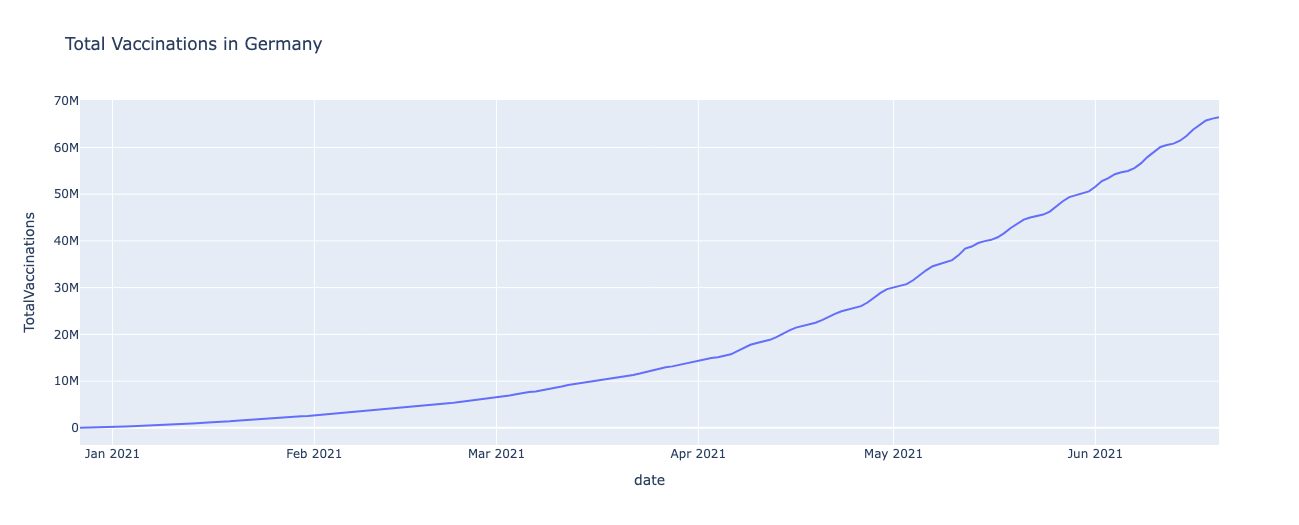 Total Vaccinations in Germany
70M
60M
50M
40M
30M
20M
10M
0
TotalVaccinations
Jan 2021 Feb 2021 Mar 2021 Apr 2021 May 2021 Jun 2021
date